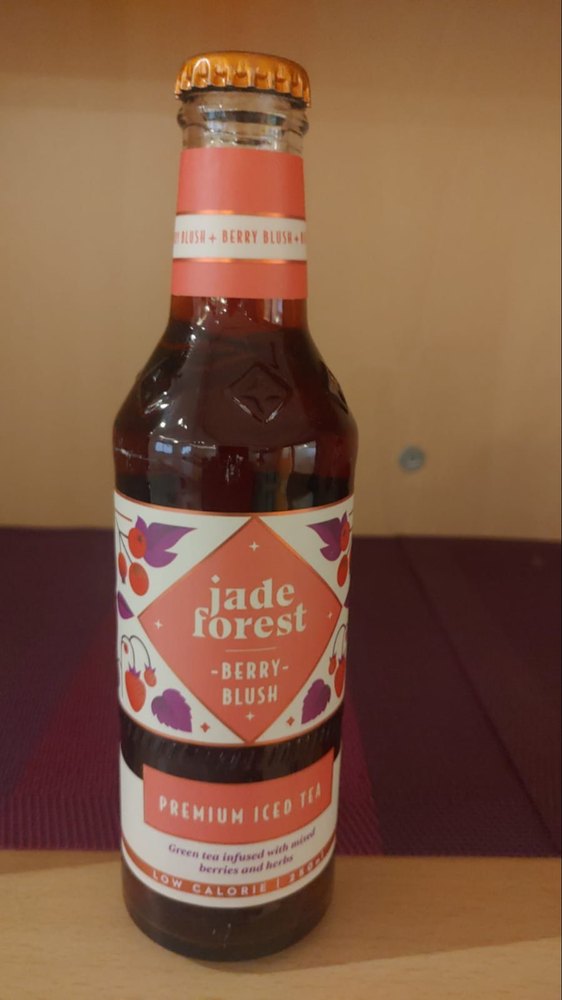 BERRY BLUSH + BERRY BLUSH +
jade
forest
-BERRY-
BLUSH
PREMIUM ICED TEA
Green tea infused with mixed
berries and herbs
LOW CALORIE |